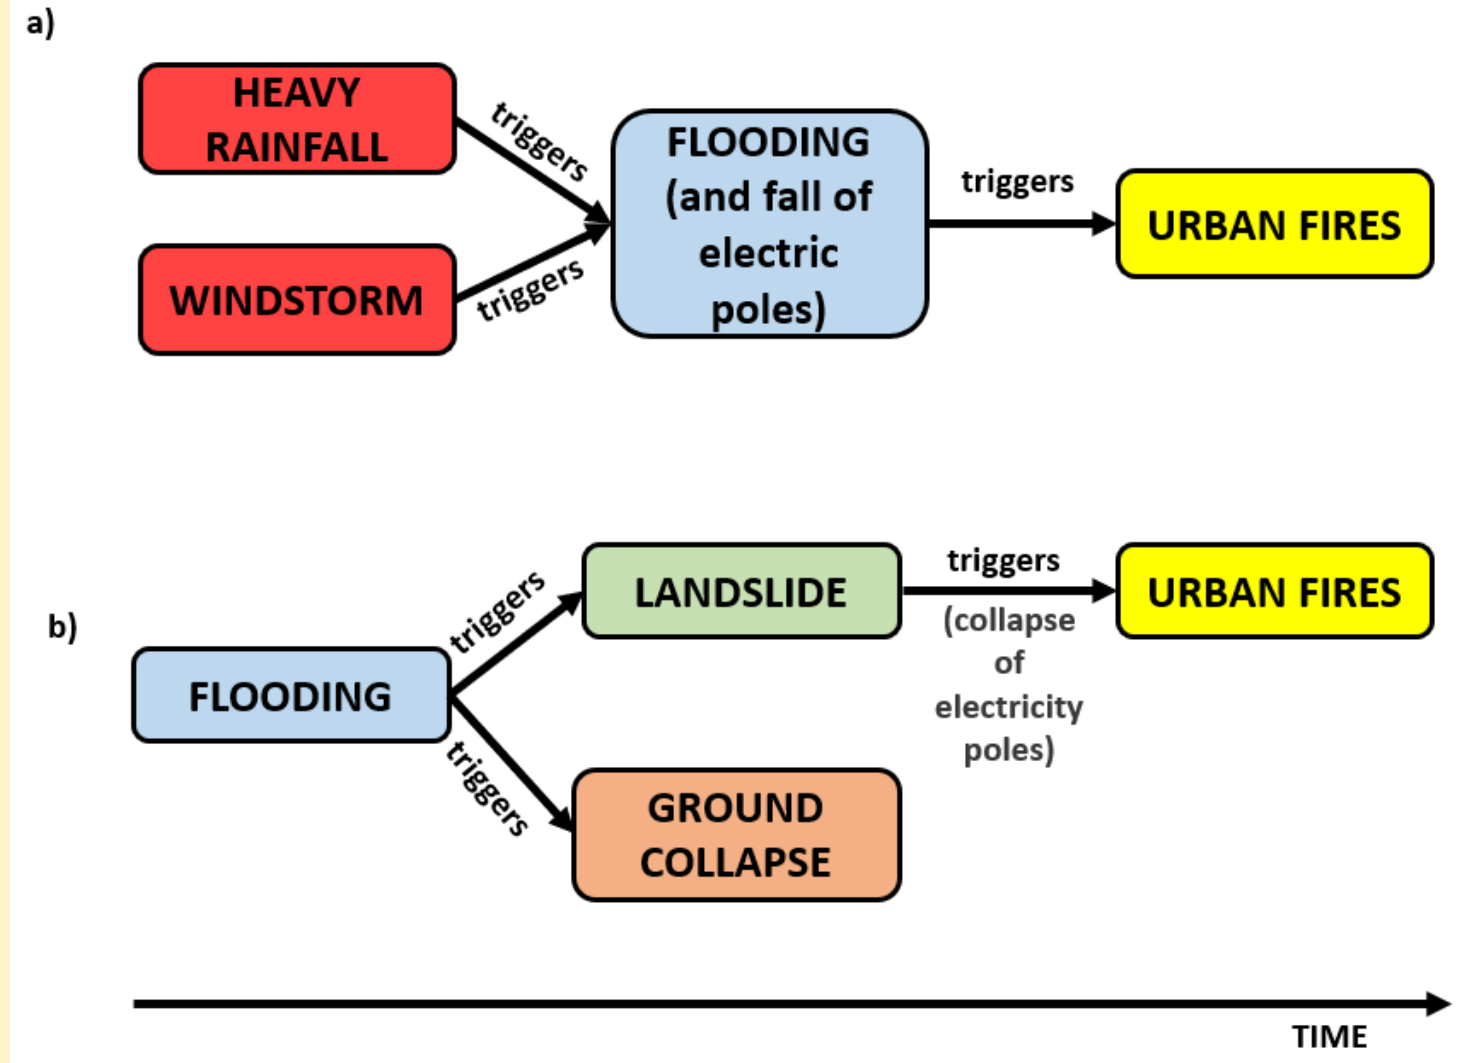 a)
HEAVY
RAINFALL
triggers
WINDSTORM
triggers
FLOODING
(and fall of
electric
poles)
triggers
URBAN FIRES
b)
FLOODING
triggers
LANDSLIDE
triggers
(collapse
of
electricity
poles)
URBAN FIRES
triggers
GROUND
COLLAPSE
TIME